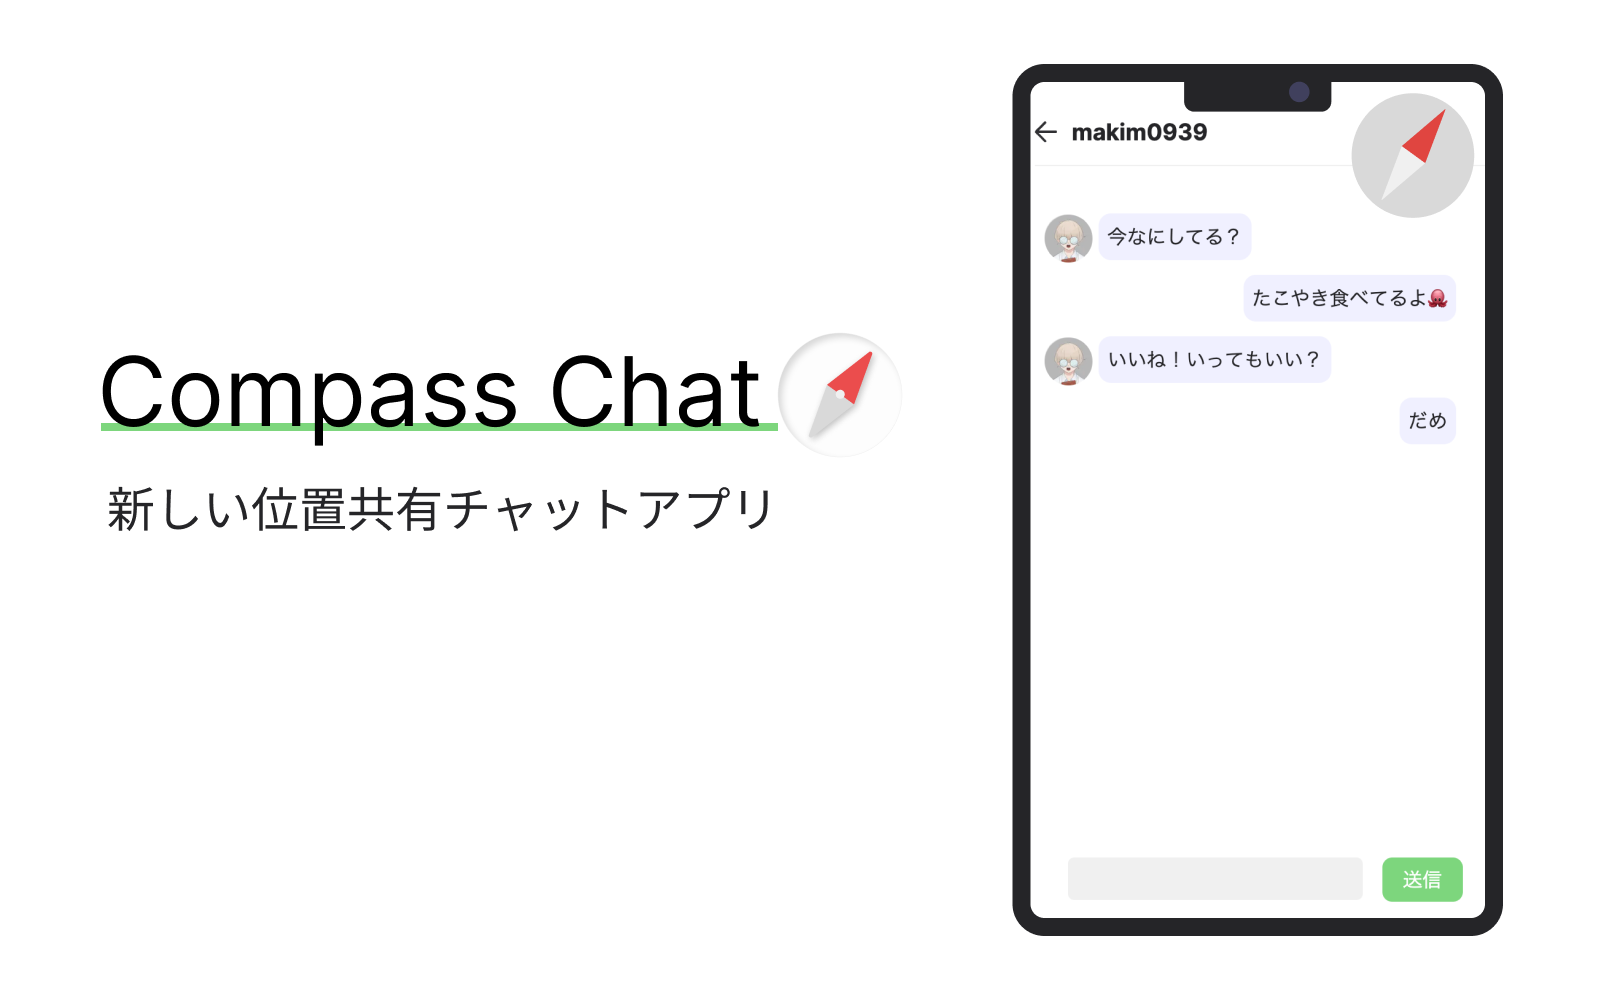 Compass Chat
新しい位置共有チャットアプリ
makim0939
今なにしてる？
たこやき食べてるよ🐙
いいね！いってもいい？
だめ
送信